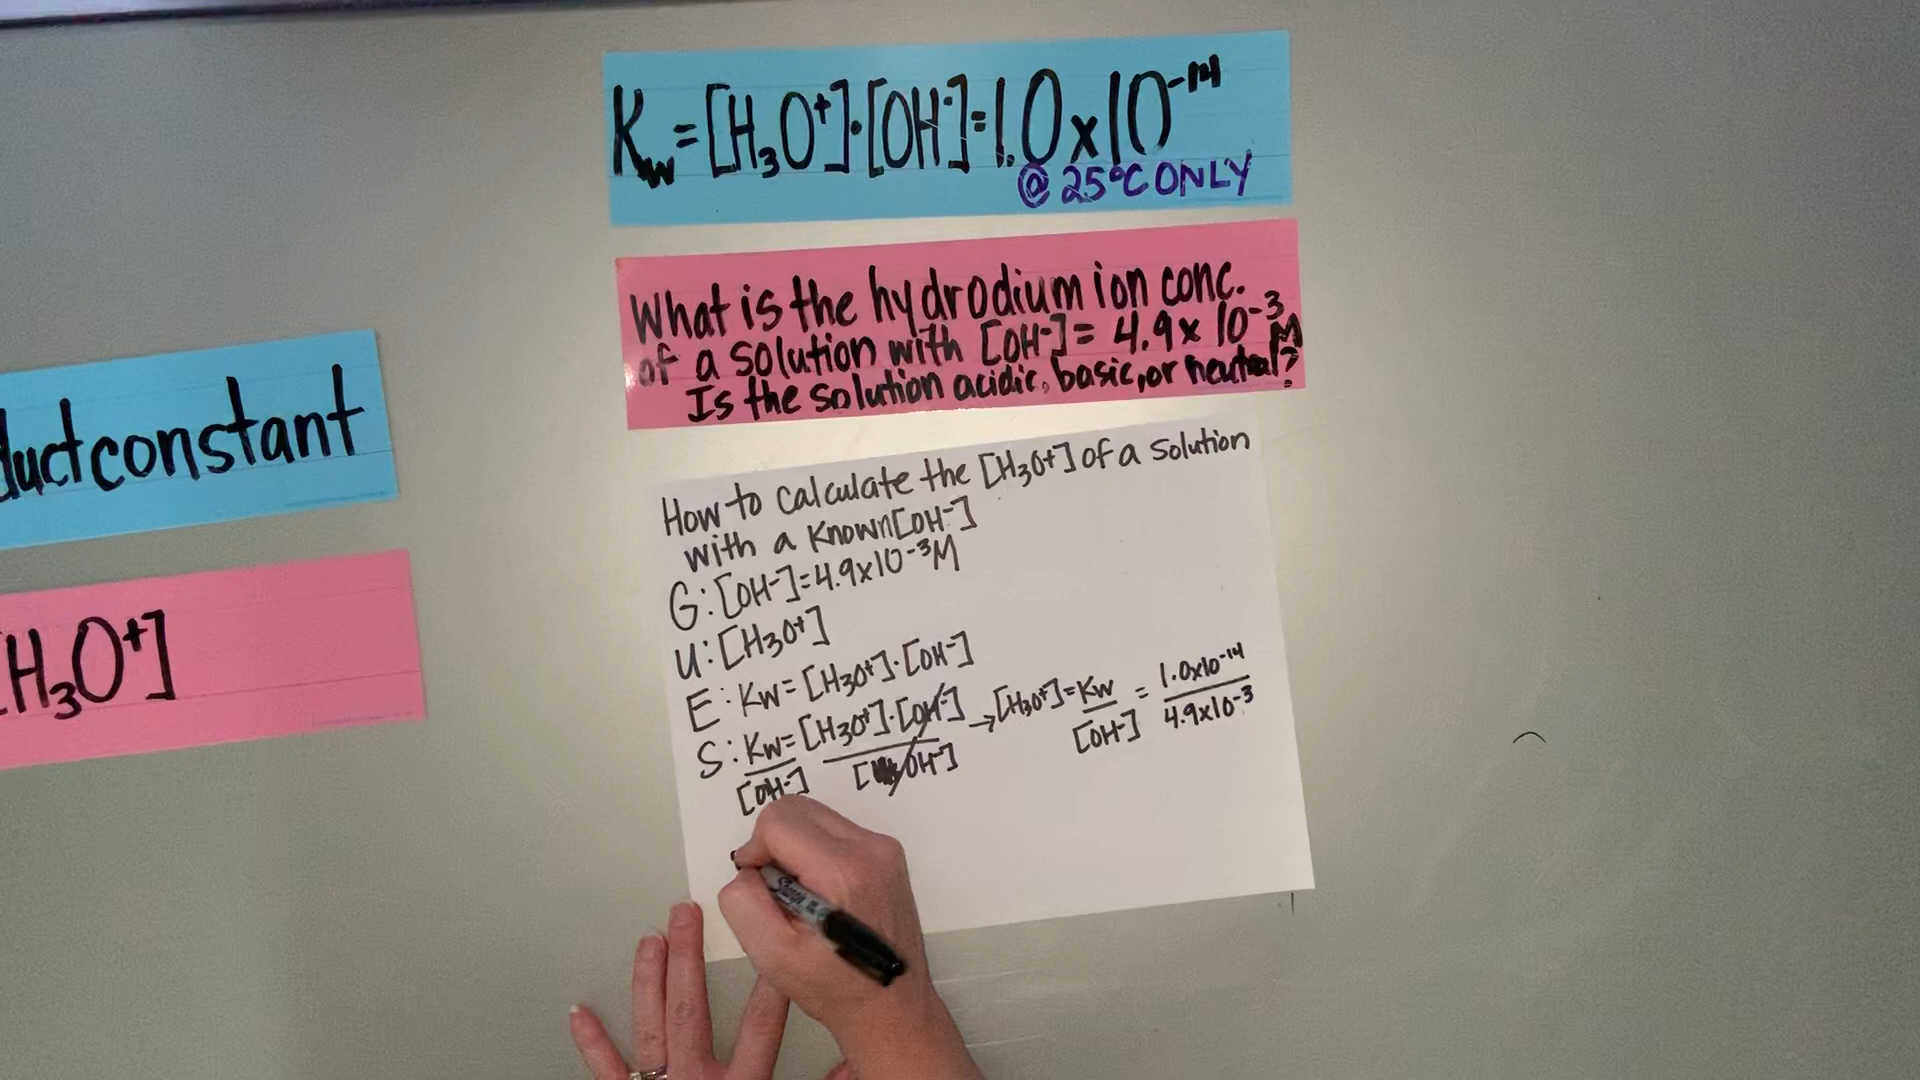 Kw=[H₃O⁺]·[OH⁻]=1.0x10⁻¹⁴
@ 25°C ONLY
What is the hydrodium ion conc.
of a solution with [OH⁻]= 4.9x 10⁻³ M
Is the solution acidic, basic, or neutral?
ductconstant
H₃O⁺]
How to calculate the [H₃O⁺] of a solution
with a known [OH⁻]
G: [OH⁻]=4.9x10⁻³M
U: [H₃O⁺]
E: Kw=[H₃O⁺]·[OH⁻]
S: Kw/[OH⁻] = [H₃O⁺]·[OH⁻]/[OH⁻] → [H₃O⁺]=Kw/[OH⁻] = 1.0x10⁻¹⁴/4.9x10⁻³